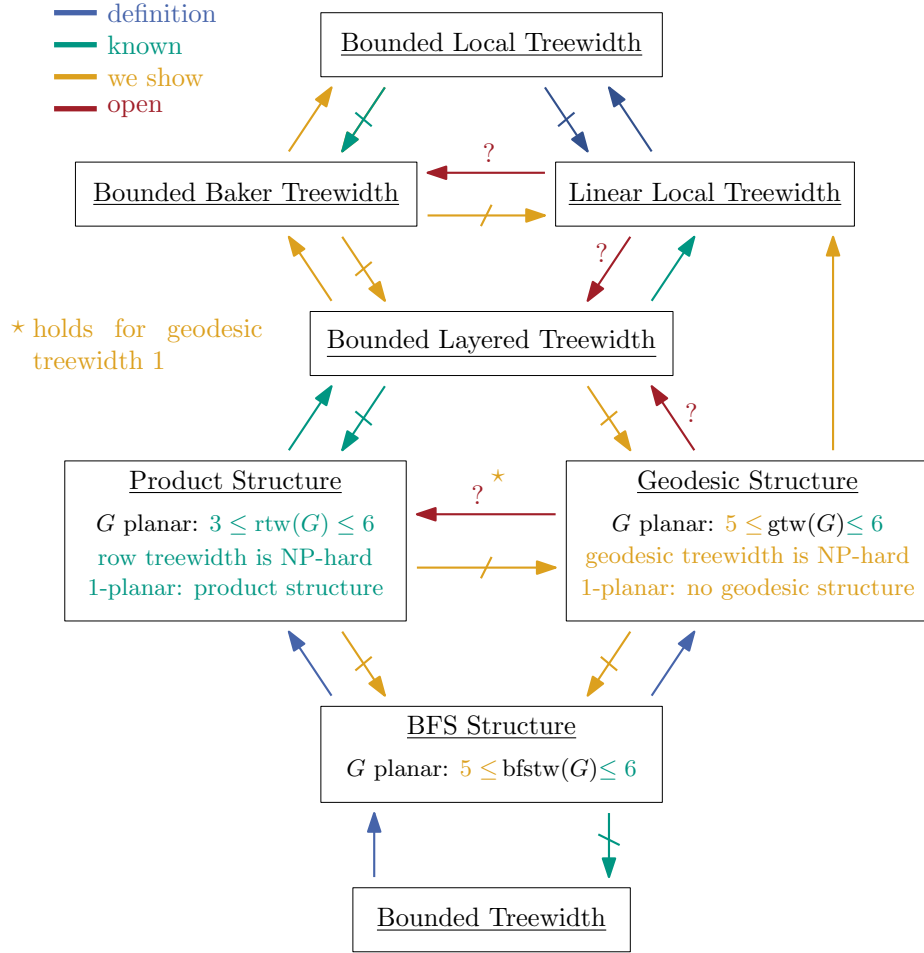 definition
known
we show
open
Bounded Local Treewidth
?
Bounded Baker Treewidth
Linear Local Treewidth
?
⋆ holds for geodesic
treewidth 1
Bounded Layered Treewidth
?
Product Structure
G planar: 3 ≤ rtw(G) ≤ 6
row treewidth is NP-hard
1-planar: product structure
? ⋆
Geodesic Structure
G planar: 5 ≤ gtw(G) ≤ 6
geodesic treewidth is NP-hard
1-planar: no geodesic structure
BFS Structure
G planar: 5 ≤ bfstw(G) ≤ 6
Bounded Treewidth